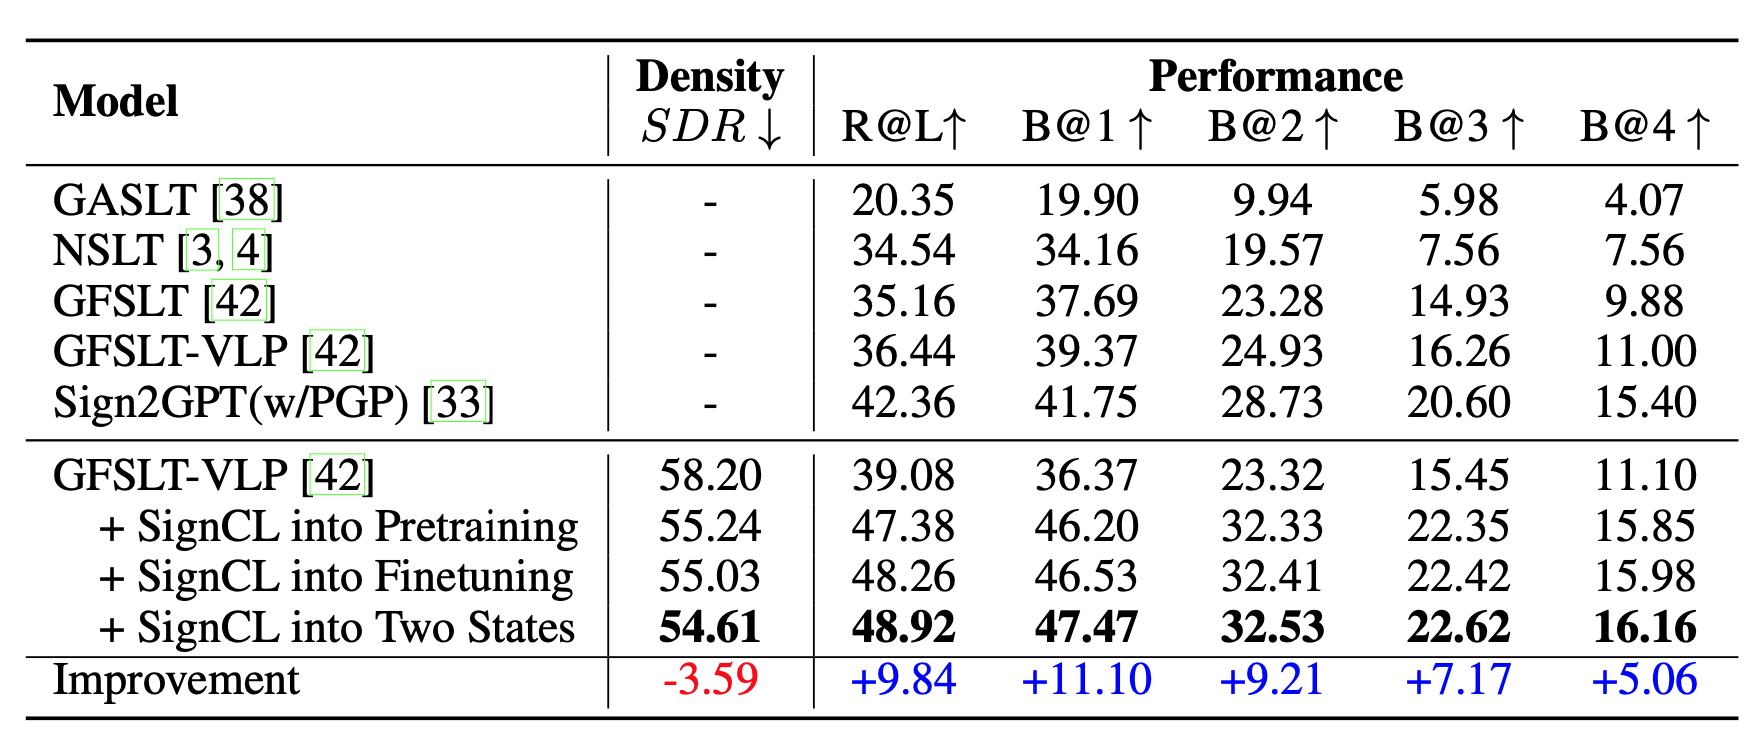 Model Density Performance
SDR ↓ R@L↑ B@1 ↑ B@2 ↑ B@3 ↑ B@4 ↑
GASLT [38] - 20.35 19.90 9.94 5.98 4.07
NSLT [3, 4] - 34.54 34.16 19.57 7.56 7.56
GFSLT [42] - 35.16 37.69 23.28 14.93 9.88
GFSLT-VLP [42] - 36.44 39.37 24.93 16.26 11.00
Sign2GPT(w/PGP) [33] - 42.36 41.75 28.73 20.60 15.40
GFSLT-VLP [42] 58.20 39.08 36.37 23.32 15.45 11.10
+ SignCL into Pretraining 55.24 47.38 46.20 32.33 22.35 15.85
+ SignCL into Finetuning 55.03 48.26 46.53 32.41 22.42 15.98
+ SignCL into Two States 54.61 48.92 47.47 32.53 22.62 16.16
Improvement -3.59 +9.84 +11.10 +9.21 +7.17 +5.06